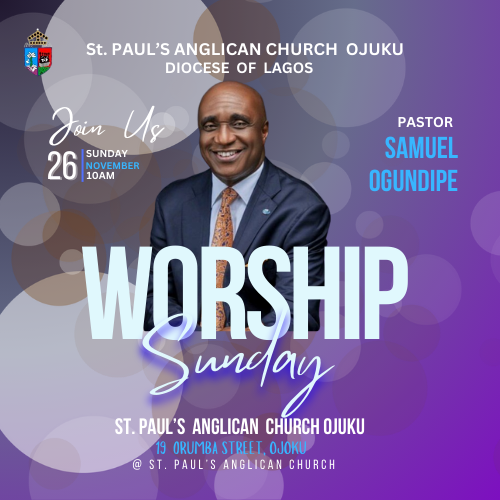 St. PAUL'S ANGLICAN CHURCH OJUKU
DIOCESE OF LAGOS
Join Us
26
SUNDAY
NOVEMBER
10AM
PASTOR
SAMUEL
OGUNDIPE
WORSHIP
Sunday
ST. PAUL'S ANGLICAN CHURCH OJUKU
19 ORUMBA STREET, OJOKU
@ ST. PAUL'S ANGLICAN CHURCH